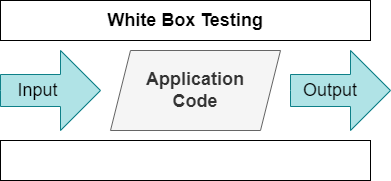 White Box Testing
Input
Application
Code
Output